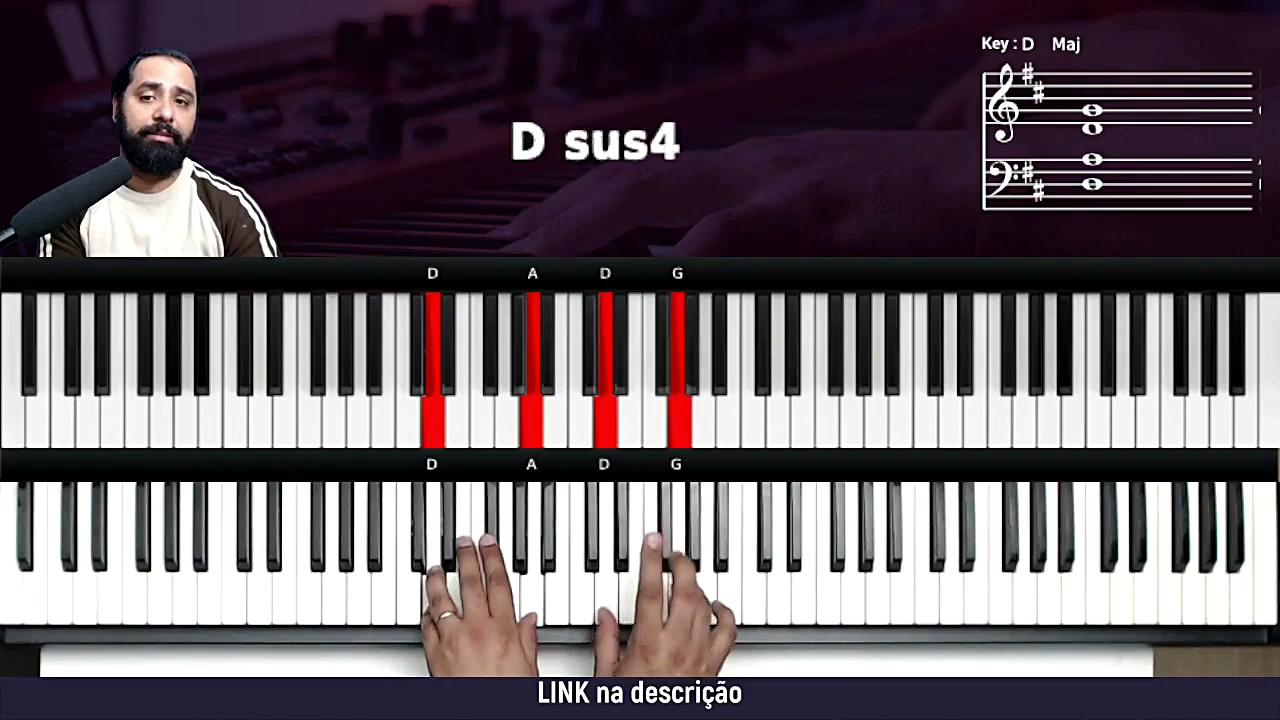 Key : D Maj
D sus4
D A D G
D A D G
LINK na descrição